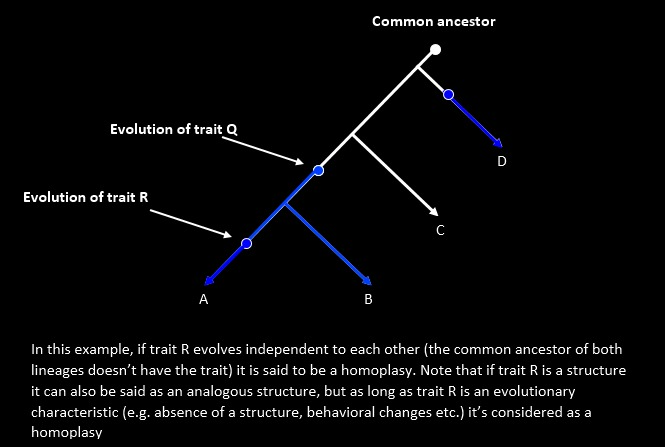 Common ancestor
Evolution of trait Q
D
Evolution of trait R
C
A
B
In this example, if trait R evolves independent to each other (the common ancestor of both
lineages doesn’t have the trait) it is said to be a homoplasy. Note that if trait R is a structure
it can also be said as an analogous structure, but as long as trait R is an evolutionary
characteristic (e.g. absence of a structure, behavioral changes etc.) it’s considered as a
homoplasy